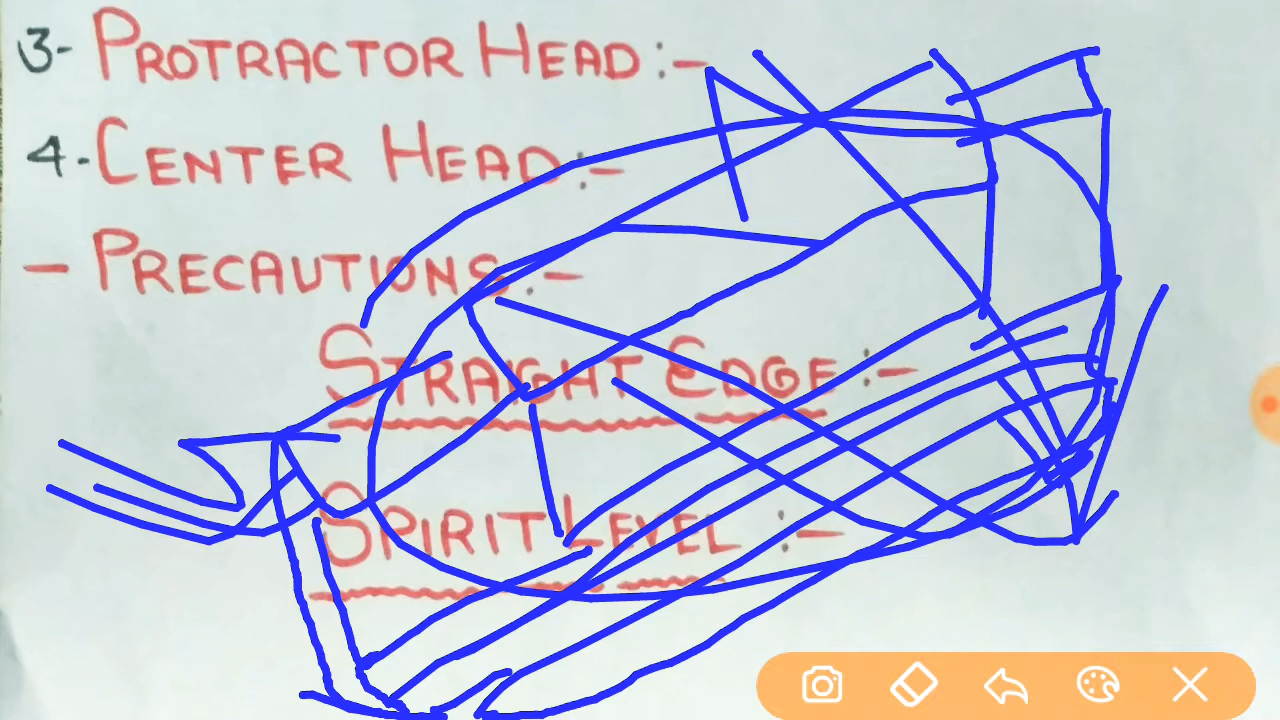 3- PROTRACTOR HEAD :-
4- CENTER HEAD :-
- PRECAUTIONS :-
STRAIGHT EDGE :-
SPIRIT LEVEL :-